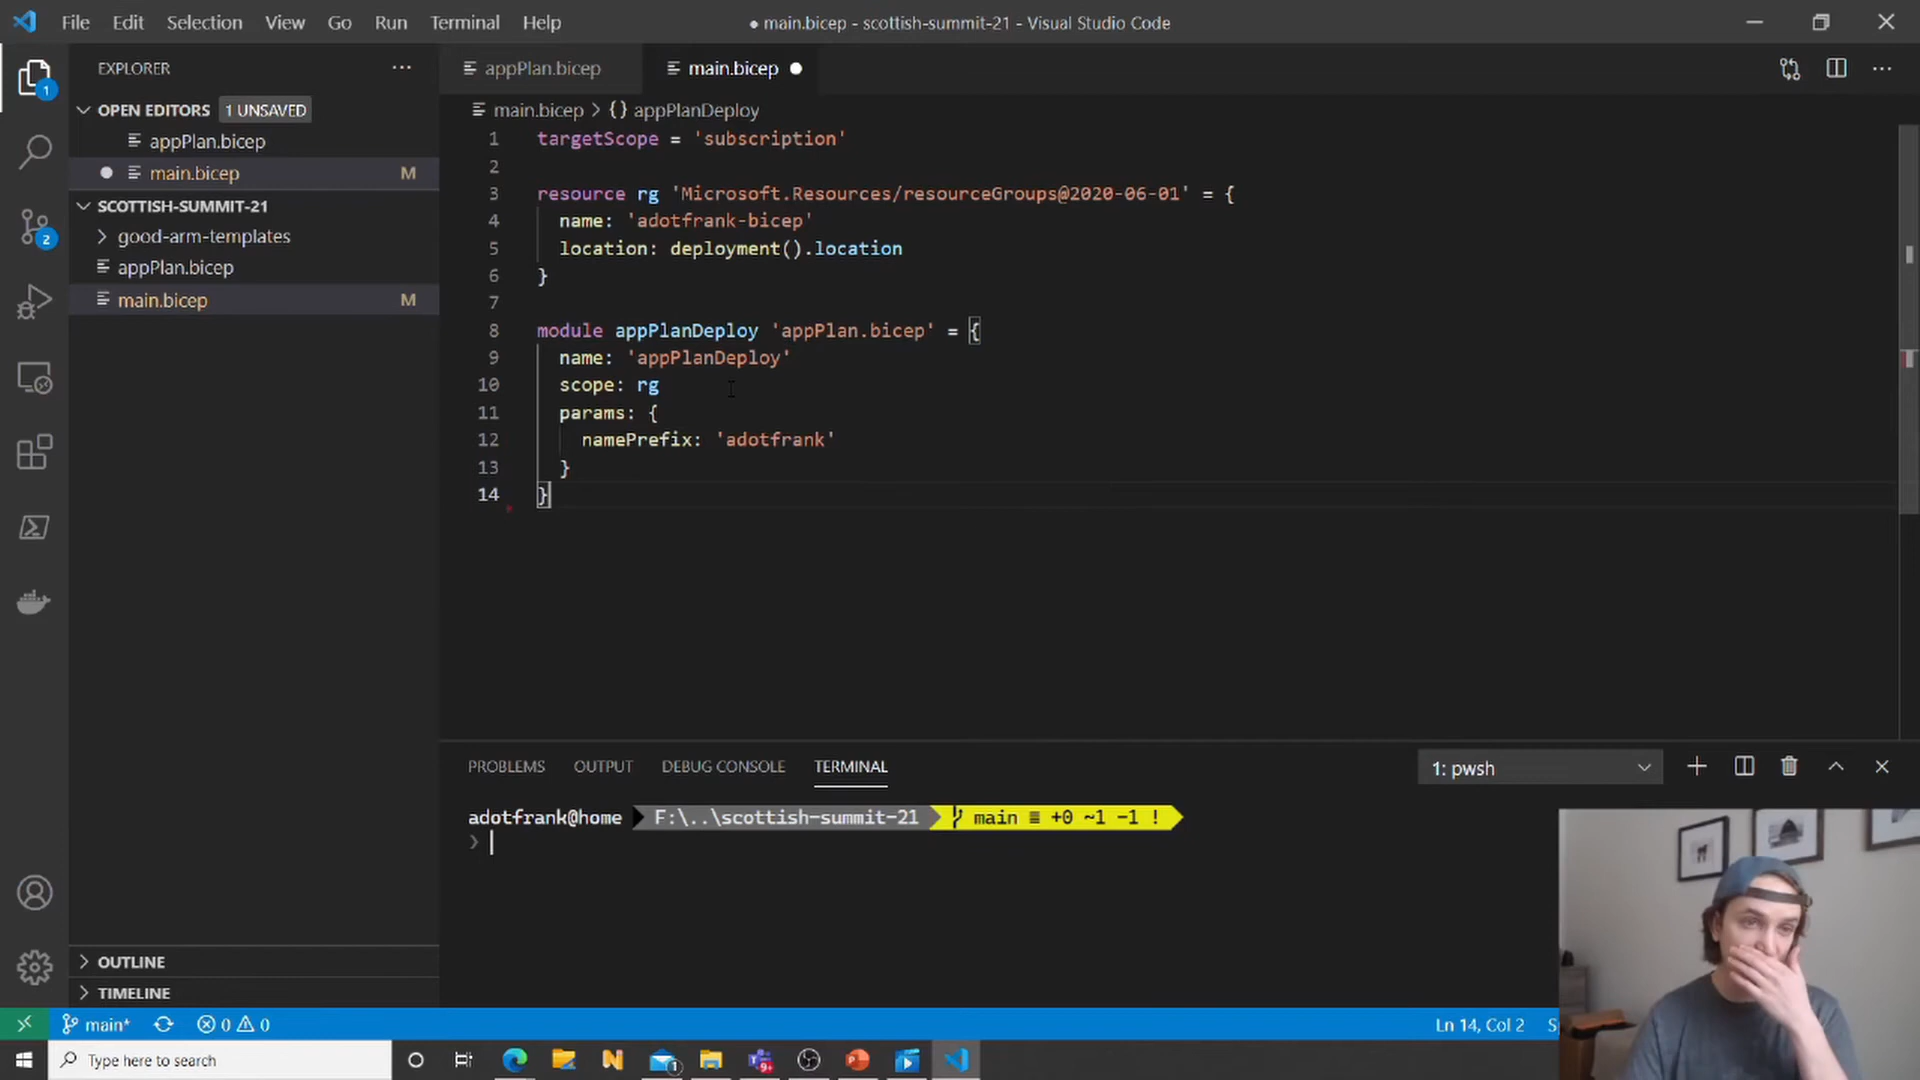 File Edit Selection View Go Run Terminal Help
● main.bicep - scottish-summit-21 - Visual Studio Code
EXPLORER
appPlan.bicep
main.bicep
1
OPEN EDITORS
1 UNSAVED
main.bicep > {} appPlanDeploy
appPlan.bicep
main.bicep M
SCOTTISH-SUMMIT-21
good-arm-templates
appPlan.bicep
main.bicep M
2
1 targetScope = 'subscription'
2
3 resource rg 'Microsoft.Resources/resourceGroups@2020-06-01' = {
4 name: 'adotfrank-bicep'
5 location: deployment().location
6 }
7
8 module appPlanDeploy 'appPlan.bicep' = {
9 name: 'appPlanDeploy'
10 scope: rg
11 params: {
12 namePrefix: 'adotfrank'
13 }
14 }
PROBLEMS OUTPUT DEBUG CONSOLE TERMINAL
1: pwsh
adotfrank@home F:\..\scottish-summit-21 main ≡ +0 ~1 -1 !
❯
OUTLINE
TIMELINE
main* 0 0
Ln 14, Col 2 S
Type here to search
N
1
9+